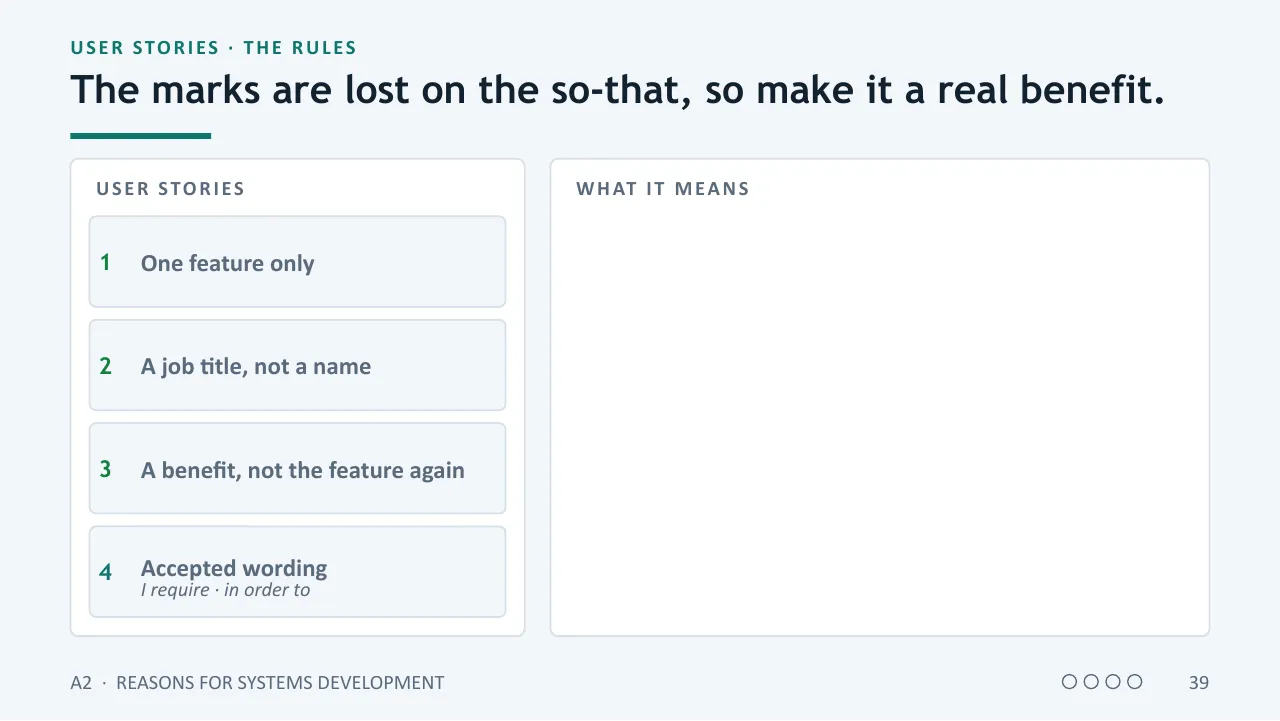 USER STORIES · THE RULES
The marks are lost on the so-that, so make it a real benefit.
USER STORIES
1 One feature only
2 A job title, not a name
3 A benefit, not the feature again
4 Accepted wording
I require · in order to
WHAT IT MEANS
A2 · REASONS FOR SYSTEMS DEVELOPMENT
39